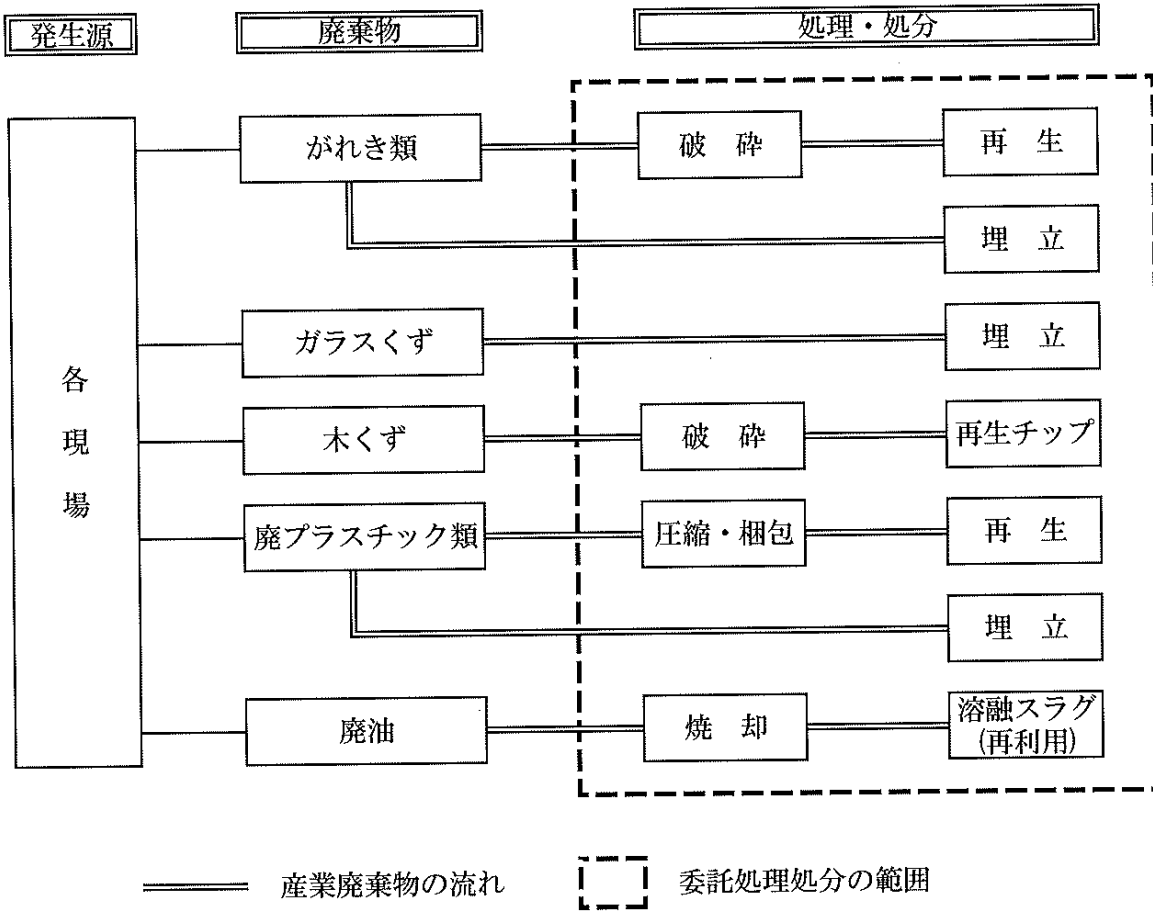 発生源
廃棄物
処理・処分
各現場
がれき類
破砕
再生
埋立
ガラスくず
埋立
木くず
破砕
再生チップ
廃プラスチック類
圧縮・梱包
再生
埋立
廃油
焼却
溶融スラグ
(再利用)
産業廃棄物の流れ
委託処理処分の範囲